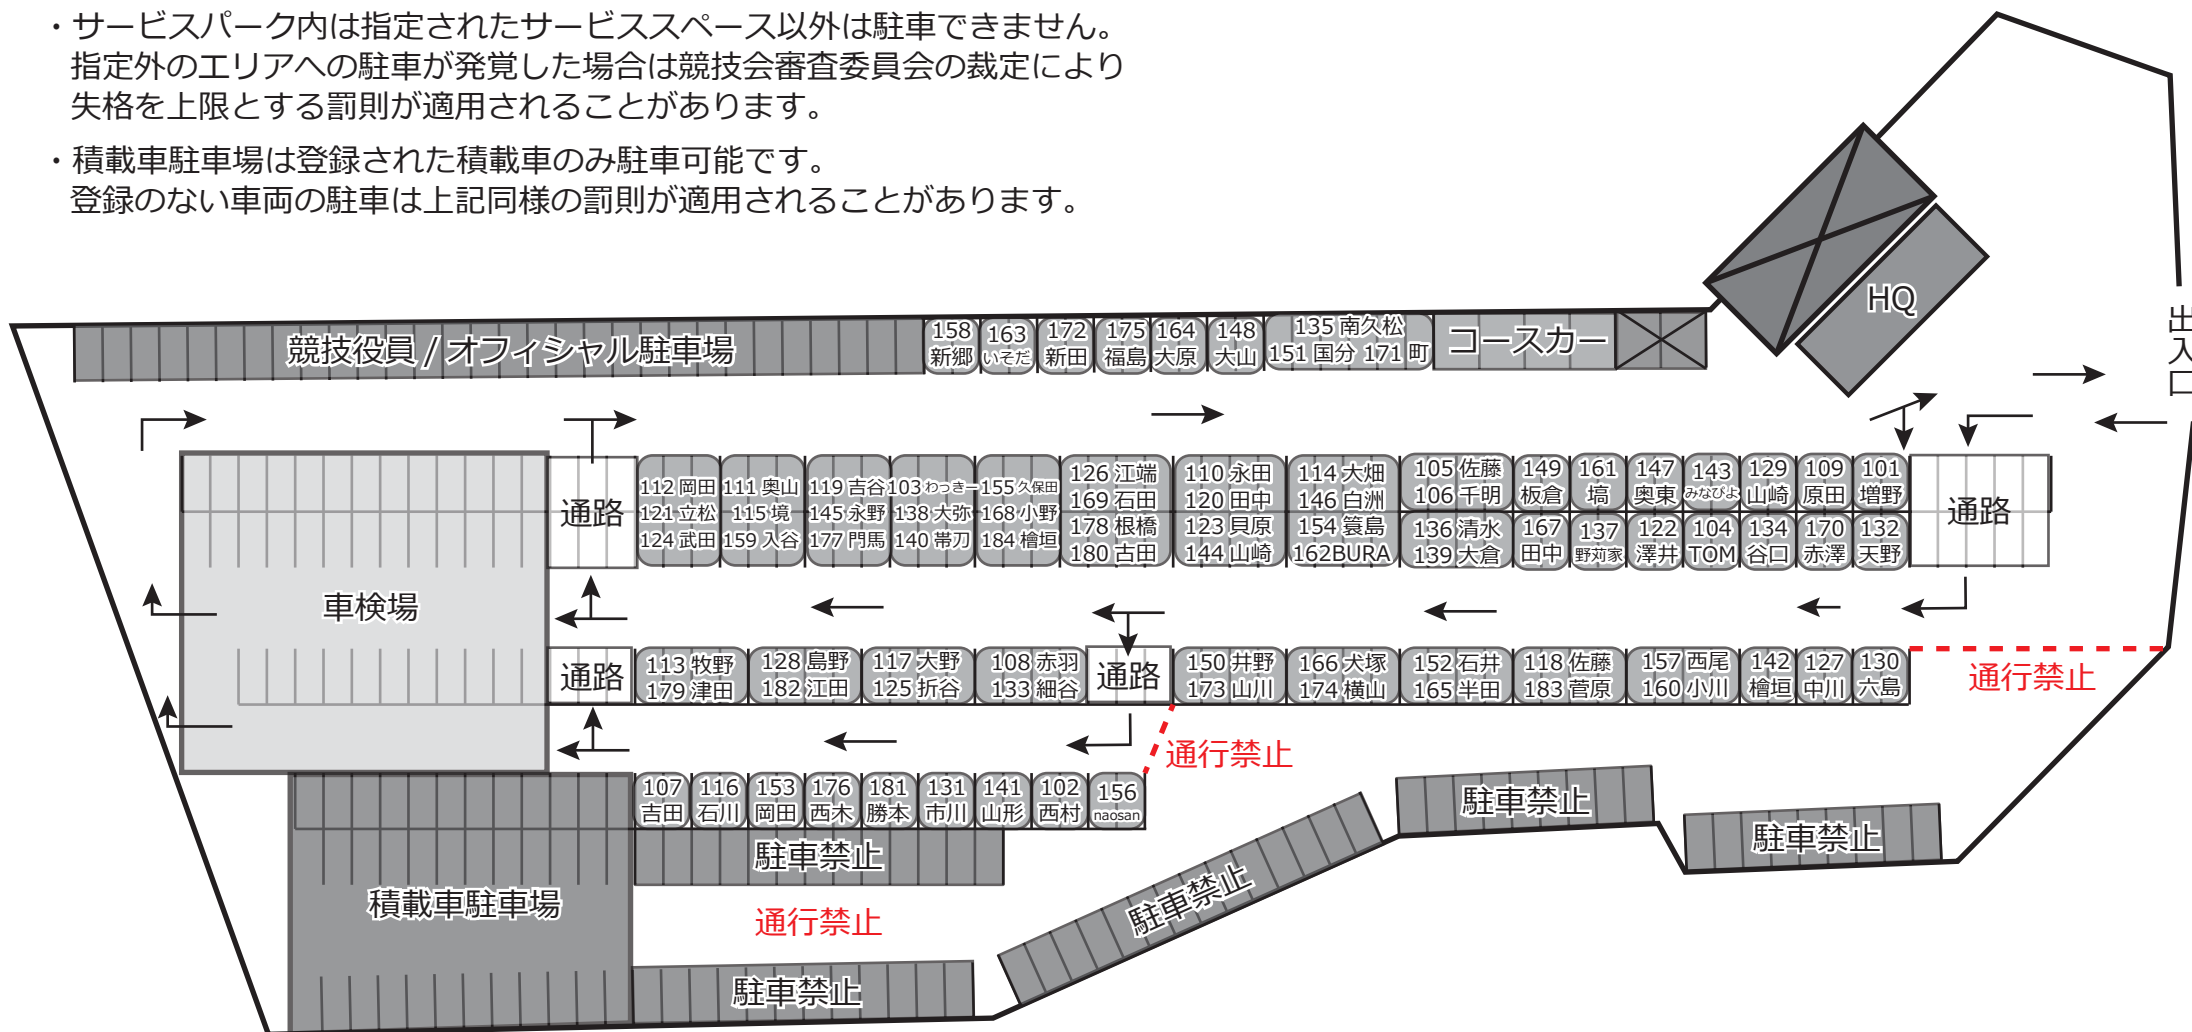 ・サービスパーク内は指定されたサービススペース以外は駐車できません。
指定外のエリアへの駐車が発覚した場合は競技会審査委員会の裁定により
失格を上限とする罰則が適用されることがあります。
・積載車駐車場は登録された積載車のみ駐車可能です。
登録のない車両の駐車は上記同様の罰則が適用されることがあります。
HQ
出入口
競技役員 / オフィシャル駐車場
158
新郷
163
いそだ
172
新田
175
福島
164
大原
148
大山
135 南久松
151 国分 171 町
コースカー
車検場
通路
112 岡田
121 立松
124 武田
111 奥山
115 境
159 入谷
119 吉谷
145 永野
177 門馬
103 わっきー
138 大弥
140 帯刀
155 久保田
168 小野
184 檜垣
126 江端
169 石田
178 根橋
180 古田
110 永田
120 田中
123 貝原
144 山崎
114 大畑
146 白洲
154 簑島
162BURA
105 佐藤
106 千明
136 清水
139 大倉
149
板倉
161
塙
147
奥東
143
みなぴよ
129
山崎
109
原田
101
増野
167
田中
137
野苅家
122
澤井
104
TOM
134
谷口
170
赤澤
132
天野
通路
通路
113 牧野
179 津田
128 島野
182 江田
117 大野
125 折谷
108 赤羽
133 細谷
通路
150 井野
173 山川
166 犬塚
174 横山
152 石井
165 半田
118 佐藤
183 菅原
157 西尾
160 小川
142
檜垣
127
中川
130
六島
通行禁止
通行禁止
107
吉田
116
石川
153
岡田
176
西木
181
勝本
131
市川
141
山形
102
西村
156
naosan
駐車禁止
駐車禁止
駐車禁止
駐車禁止
積載車駐車場
通行禁止
駐車禁止